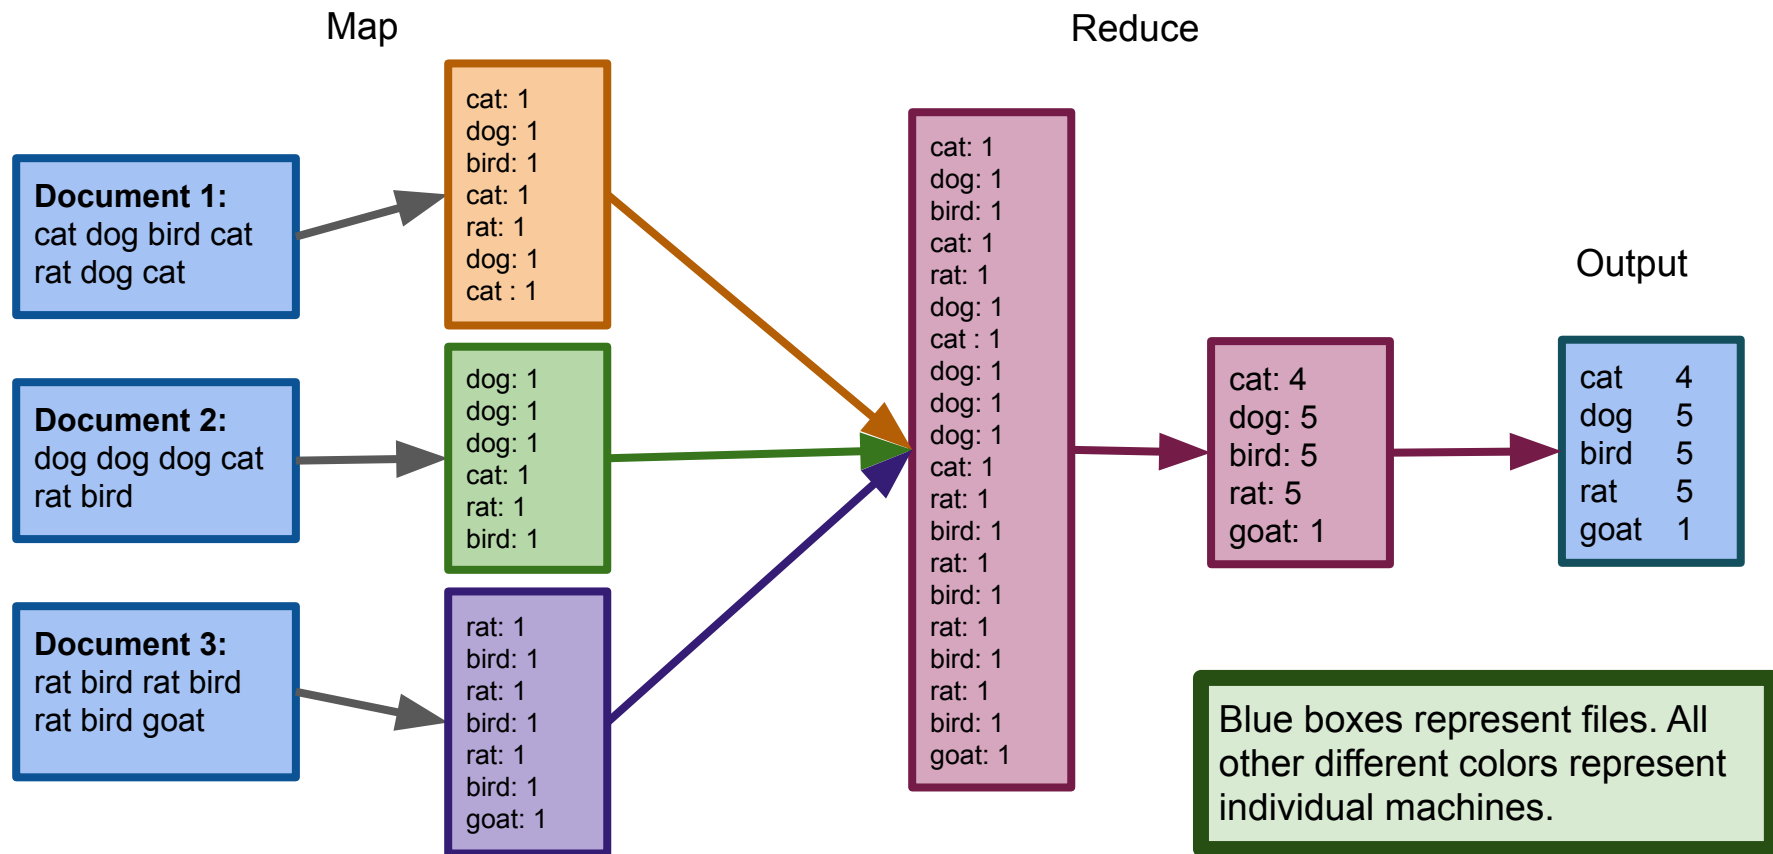 Map
Reduce
Document 1:
cat dog bird cat
rat dog cat
Document 2:
dog dog dog cat
rat bird
Document 3:
rat bird rat bird
rat bird goat
cat: 1
dog: 1
bird: 1
cat: 1
rat: 1
dog: 1
cat : 1
dog: 1
dog: 1
dog: 1
cat: 1
rat: 1
bird: 1
rat: 1
bird: 1
rat: 1
bird: 1
rat: 1
bird: 1
goat: 1
cat: 1
dog: 1
bird: 1
cat: 1
rat: 1
dog: 1
cat : 1
dog: 1
dog: 1
dog: 1
cat: 1
rat: 1
bird: 1
rat: 1
bird: 1
rat: 1
bird: 1
rat: 1
bird: 1
goat: 1
cat: 4
dog: 5
bird: 5
rat: 5
goat: 1
Output
cat 4
dog 5
bird 5
rat 5
goat 1
Blue boxes represent files. All
other different colors represent
individual machines.